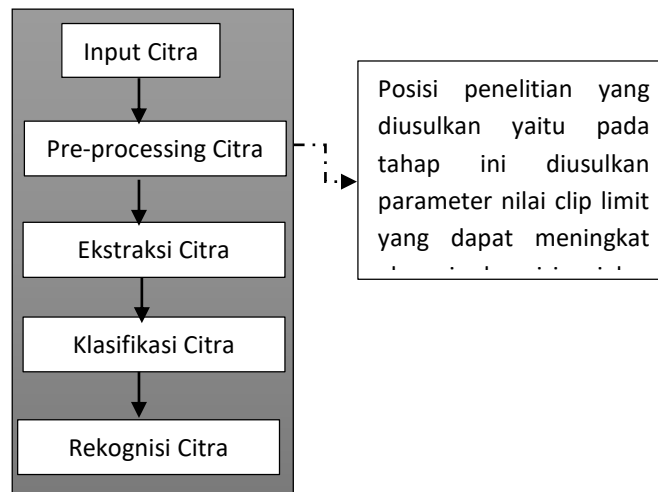 Input Citra
Pre-processing Citra
Ekstraksi Citra
Klasifikasi Citra
Rekognisi Citra
Posisi penelitian yang
diusulkan yaitu pada
tahap ini diusulkan
parameter nilai clip limit
yang dapat meningkat